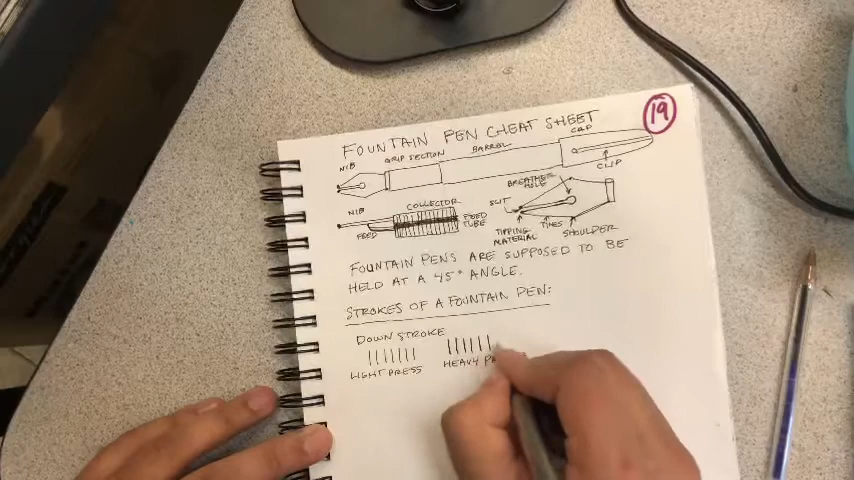 FOUNTAIN PEN CHEAT SHEET
19
NIB
GRIP SECTION
BARREL
CAP
CLIP
NIB
COLLECTOR
FEED
FEED TUBE
BREATHER HOLE
SLIT
TIPPING MATERIAL
TINES
SHOULDER
FOUNTAIN PENS ARE SUPPOSED TO BE
HELD AT A 45° ANGLE.
STROKES OF A FOUNTAIN PEN:
DOWN STROKE
LIGHT PRESS
HEAVY